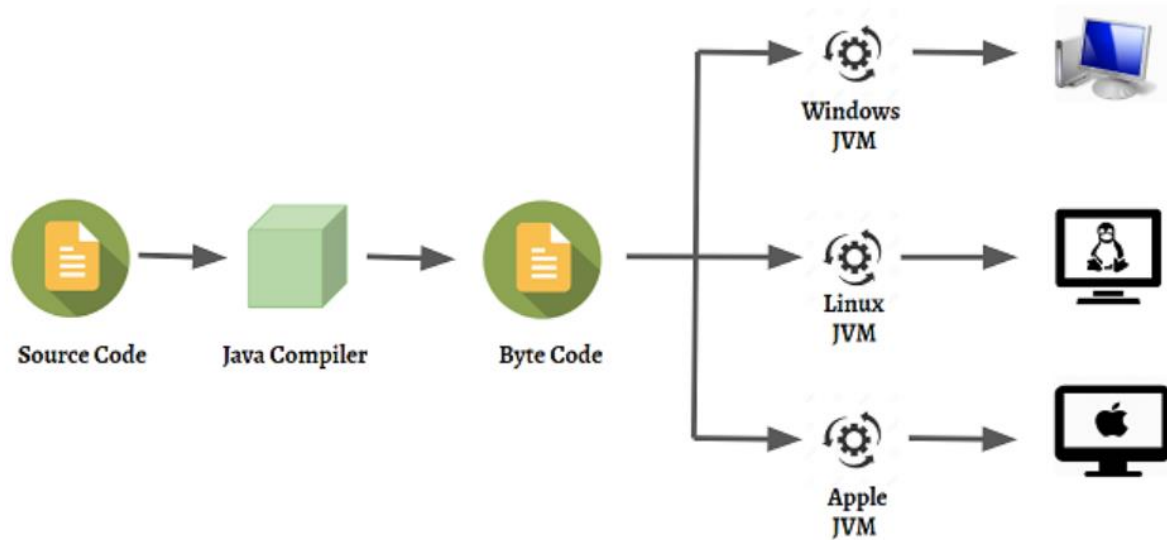 Windows
JVM
Source Code
Java Compiler
Byte Code
Linux
JVM
Apple
JVM